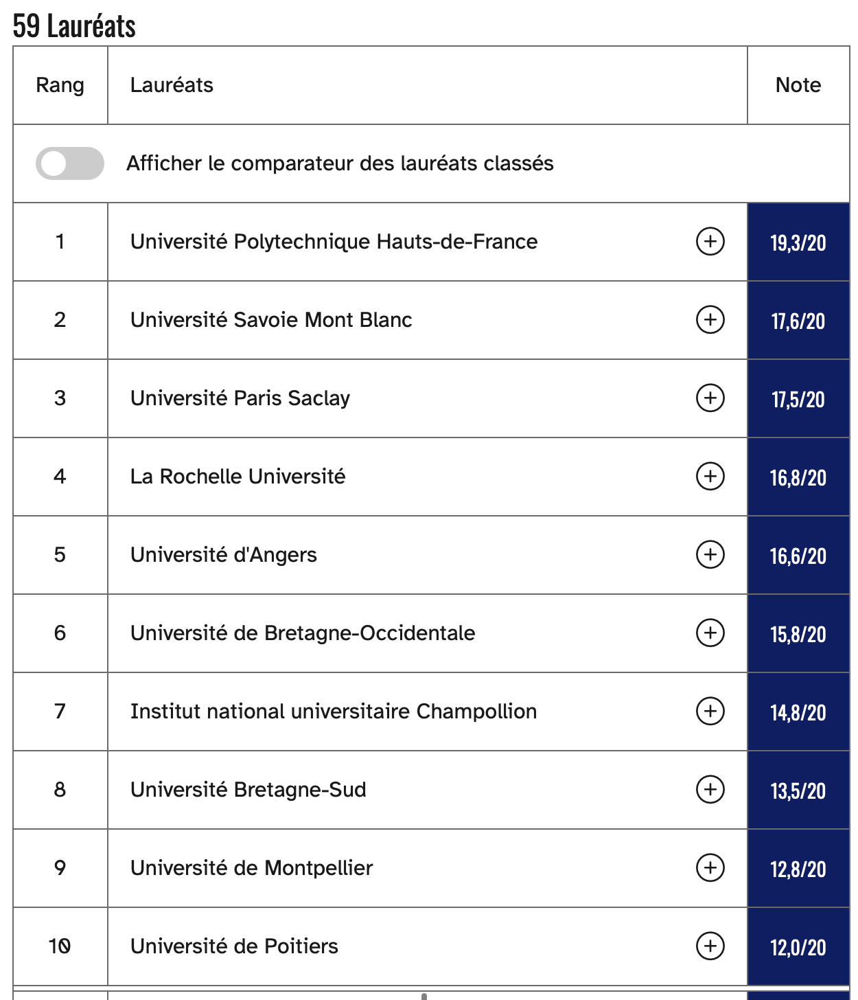 59 Lauréats
Rang Lauréats Note
Afficher le comparateur des lauréats classés
1 Université Polytechnique Hauts-de-France 19,3/20
2 Université Savoie Mont Blanc 17,6/20
3 Université Paris Saclay 17,5/20
4 La Rochelle Université 16,8/20
5 Université d'Angers 16,6/20
6 Université de Bretagne-Occidentale 15,8/20
7 Institut national universitaire Champollion 14,8/20
8 Université Bretagne-Sud 13,5/20
9 Université de Montpellier 12,8/20
10 Université de Poitiers 12,0/20